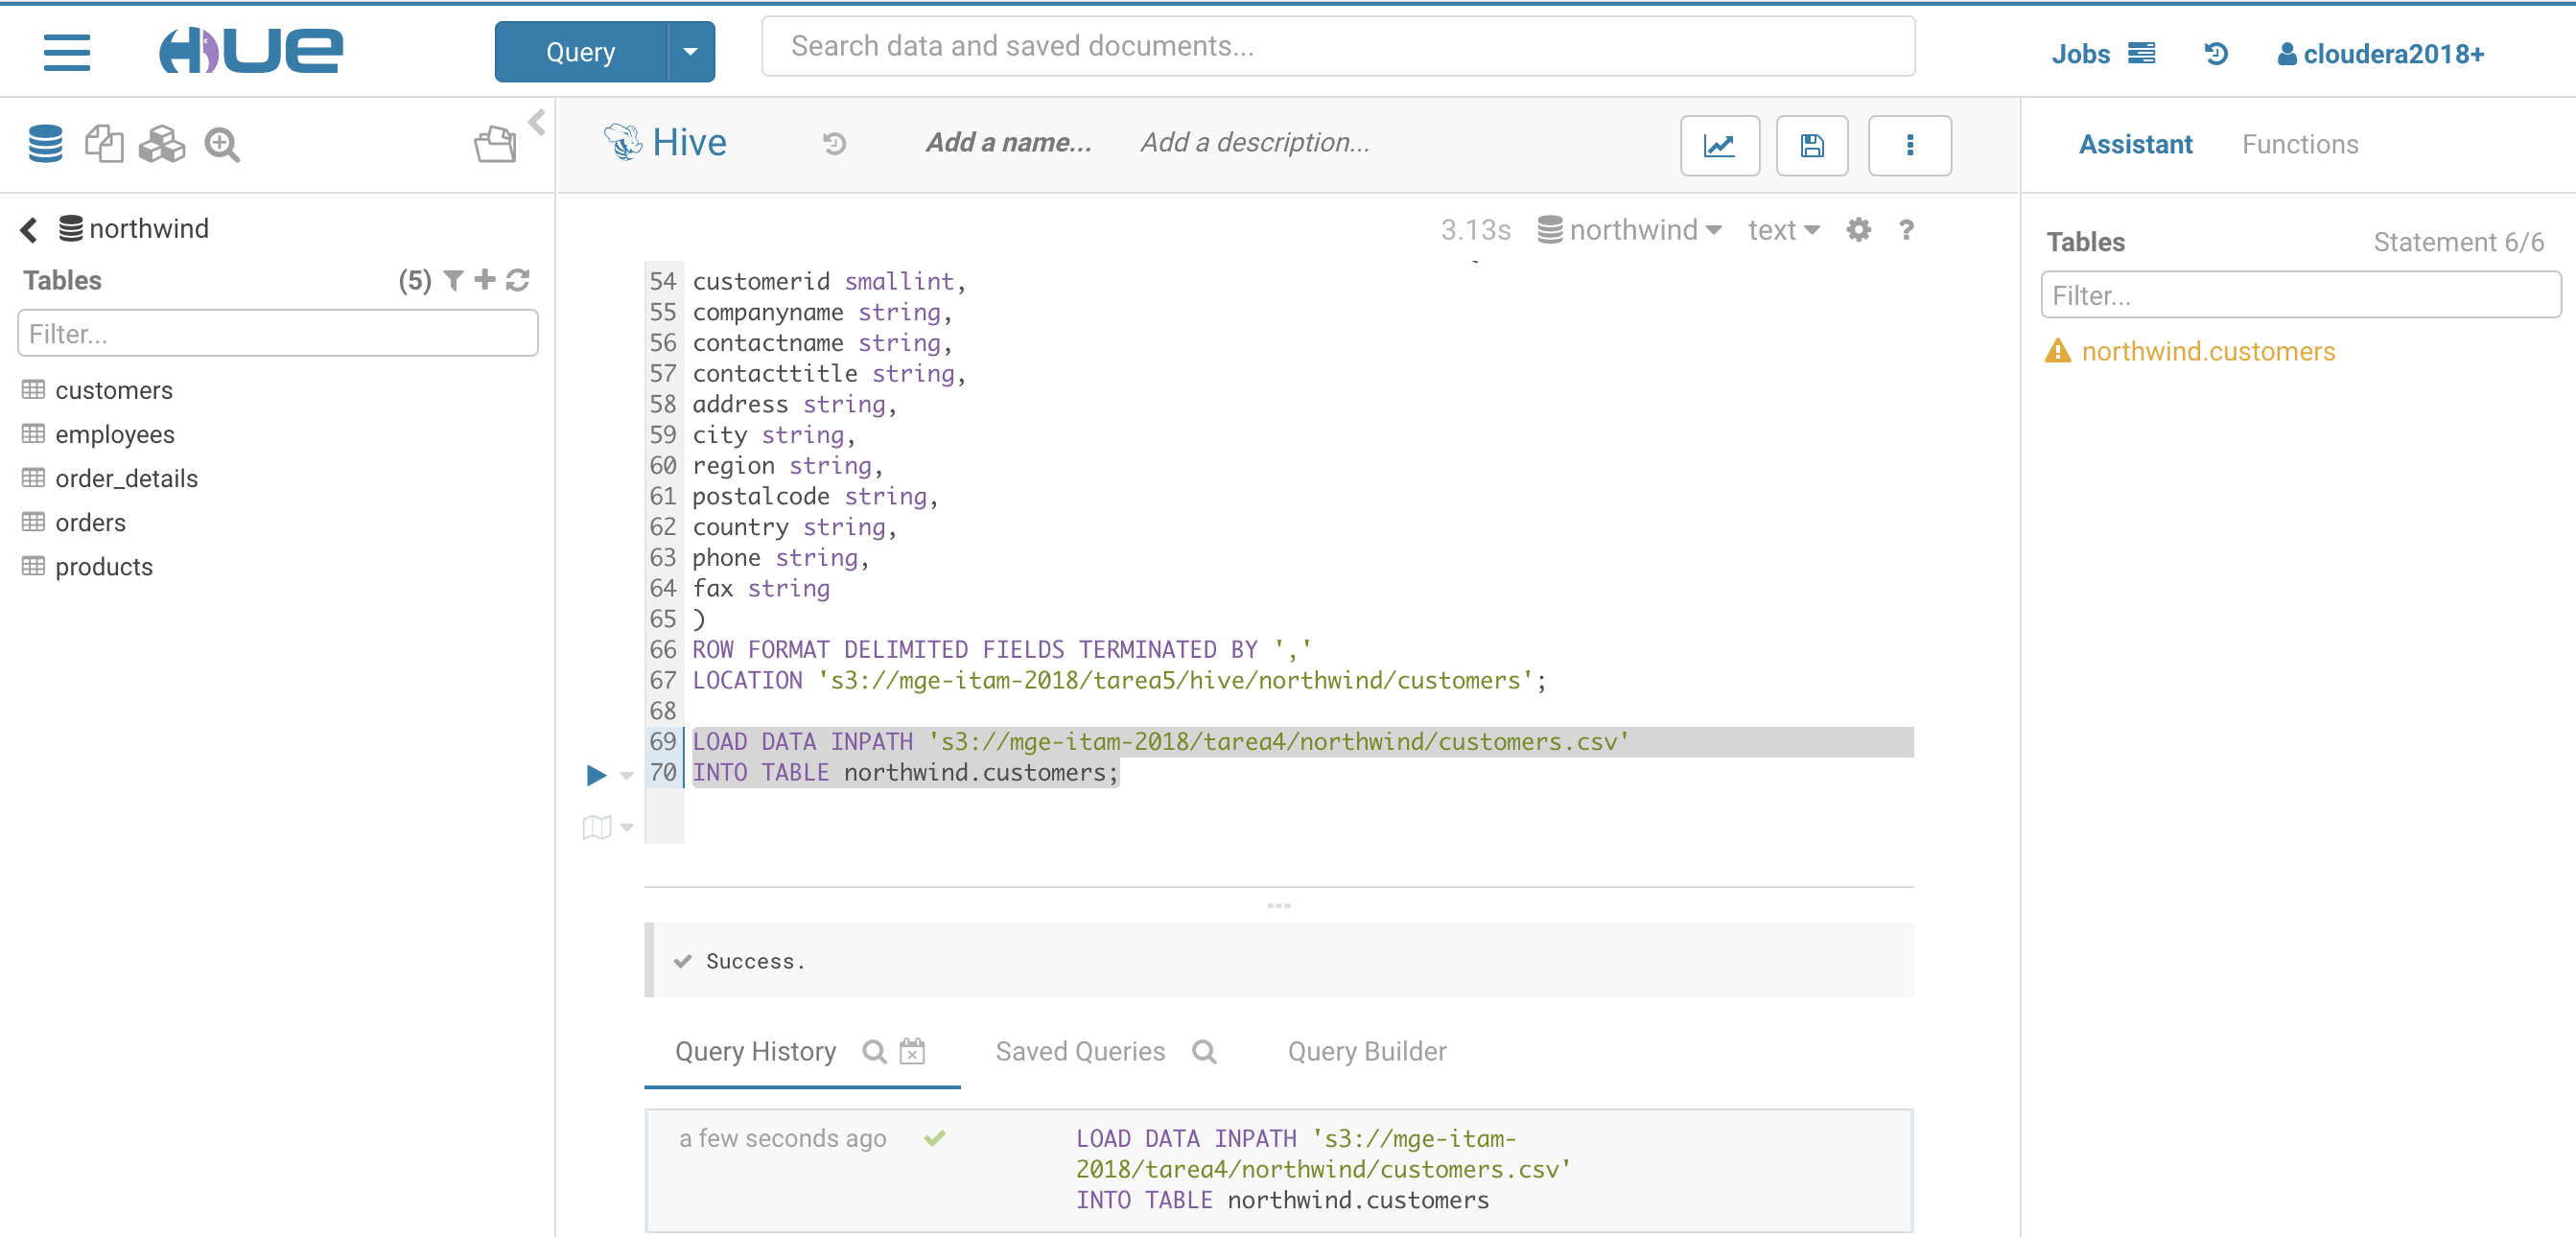 HUE
Query
Search data and saved documents...
Jobs
cloudera2018+
Hive
Add a name...
Add a description...
Assistant
Functions
northwind
Tables
(5)
Filter...
customers
employees
order_details
orders
products
3.13s
northwind
text
?
54 customerid smallint,
55 companyname string,
56 contactname string,
57 contacttitle string,
58 address string,
59 city string,
60 region string,
61 postalcode string,
62 country string,
63 phone string,
64 fax string
65 )
66 ROW FORMAT DELIMITED FIELDS TERMINATED BY ','
67 LOCATION 's3://mge-itam-2018/tarea5/hive/northwind/customers';
68
69 LOAD DATA INPATH 's3://mge-itam-2018/tarea4/northwind/customers.csv'
70 INTO TABLE northwind.customers;
Success.
Query History
Saved Queries
Query Builder
a few seconds ago
LOAD DATA INPATH 's3://mge-itam-
2018/tarea4/northwind/customers.csv'
INTO TABLE northwind.customers
Tables
Statement 6/6
Filter...
northwind.customers